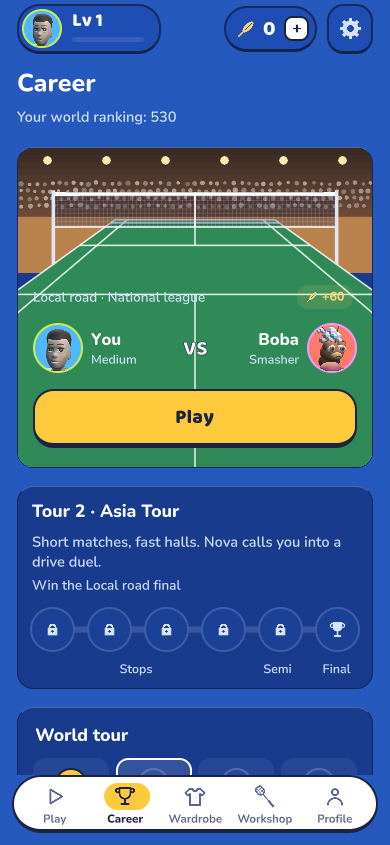 Lv 1
0
+
Career
Your world ranking: 530
Local road · National league
+60
You
Medium
VS
Boba
Smasher
Play
Tour 2 · Asia Tour
Short matches, fast halls. Nova calls you into a
drive duel.
Win the Local road final
Stops
Semi
Final
World tour
Play
Career
Wardrobe
Workshop
Profile